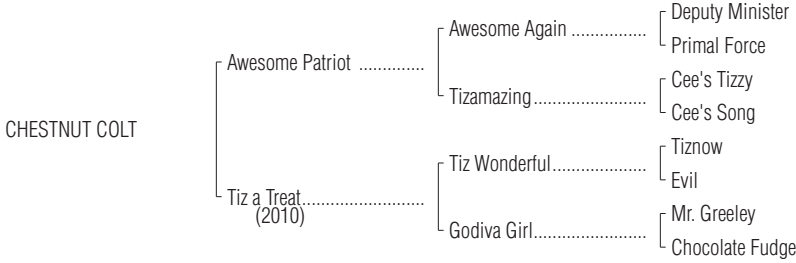 Deputy Minister
Awesome Again ................
Primal Force
Awesome Patriot ..............
Cee's Tizzy
Tizamazing........................
Cee's Song
CHESTNUT COLT
Tiznow
Tiz Wonderful....................
Evil
Tiz a Treat..........................
(2010)
Mr. Greeley
Godiva Girl........................
Chocolate Fudge